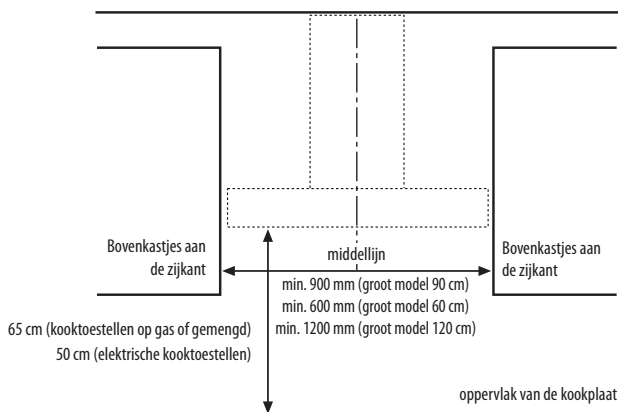 Bovenkastjes aan
de zijkant
middellijn
Bovenkastjes aan
de zijkant
min. 900 mm (groot model 90 cm)
min. 600 mm (groot model 60 cm)
min. 1200 mm (groot model 120 cm)
65 cm (kooktoestellen op gas of gemengd)
50 cm (elektrische kooktoestellen)
oppervlak van de kookplaat